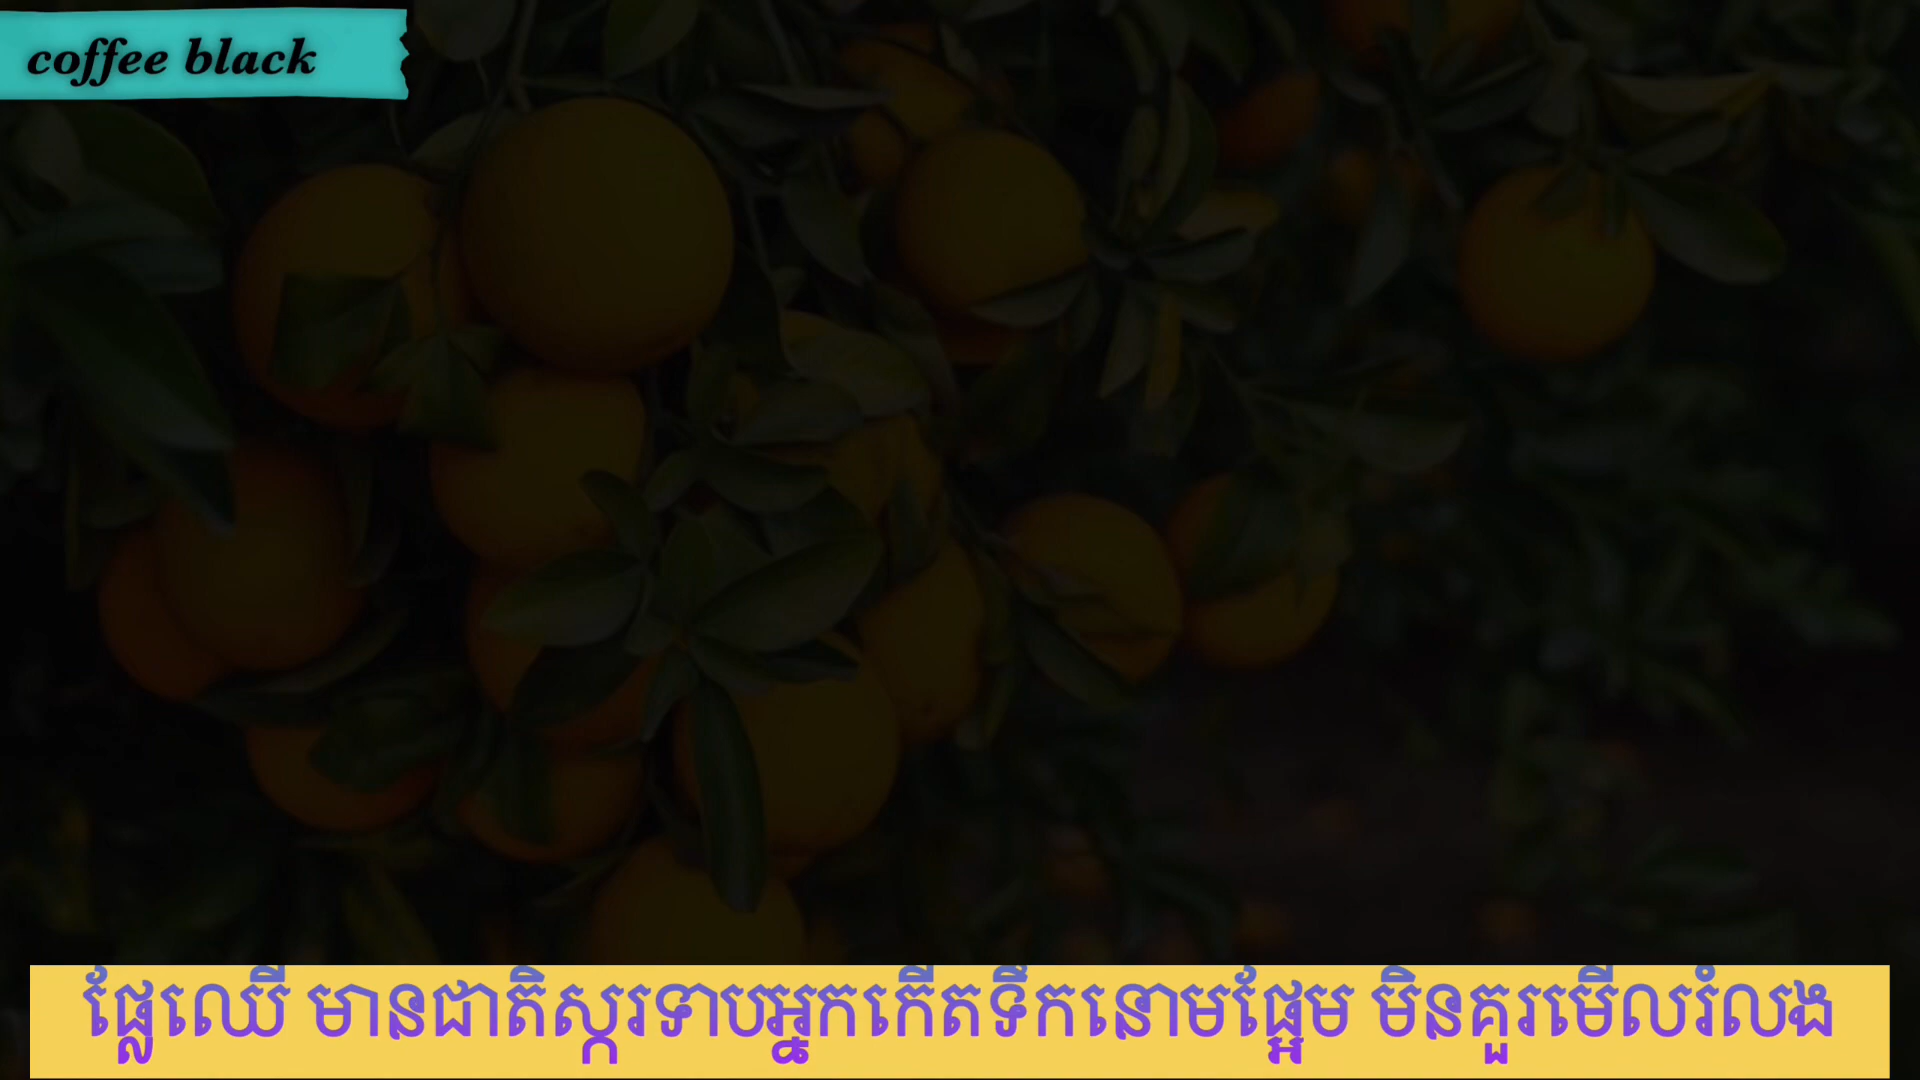 coffee black
ផ្លែឈើ មានជាតិស្ករទាបអ្នកកើតទឹកនោមផ្អែម មិនគួរមើលរំលង